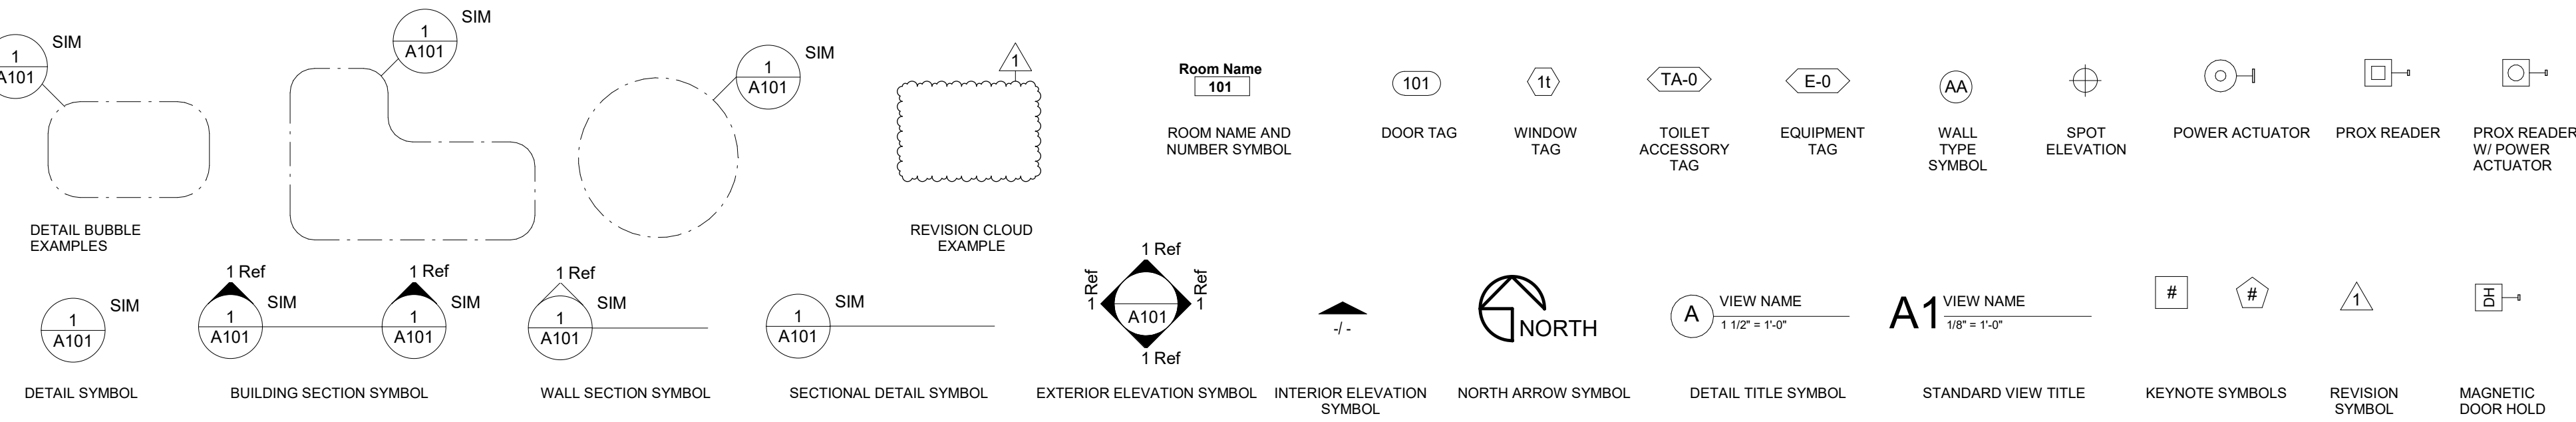 1
A101
SIM
1
A101
SIM
1
A101
SIM
1
Room Name
101
101
1t
TA-0
E-0
AA
DETAIL BUBBLE
EXAMPLES
REVISION CLOUD
EXAMPLE
ROOM NAME AND
NUMBER SYMBOL
DOOR TAG
WINDOW
TAG
TOILET
ACCESSORY
TAG
EQUIPMENT
TAG
WALL
TYPE
SYMBOL
SPOT
ELEVATION
POWER ACTUATOR
PROX READER
PROX READER
W/ POWER
ACTUATOR
1
A101
SIM
DETAIL SYMBOL
1 Ref
1
A101
SIM
1 Ref
1
A101
SIM
BUILDING SECTION SYMBOL
1 Ref
1
A101
SIM
WALL SECTION SYMBOL
1
A101
SIM
SECTIONAL DETAIL SYMBOL
1 Ref
1 Ref
A101
1 Ref
1 Ref
EXTERIOR ELEVATION SYMBOL
-/ -
INTERIOR ELEVATION
SYMBOL
NORTH
NORTH ARROW SYMBOL
A
VIEW NAME
1 1/2" = 1'-0"
DETAIL TITLE SYMBOL
A1
VIEW NAME
1/8" = 1'-0"
STANDARD VIEW TITLE
#
#
KEYNOTE SYMBOLS
1
REVISION
SYMBOL
DH
MAGNETIC
DOOR HOLD